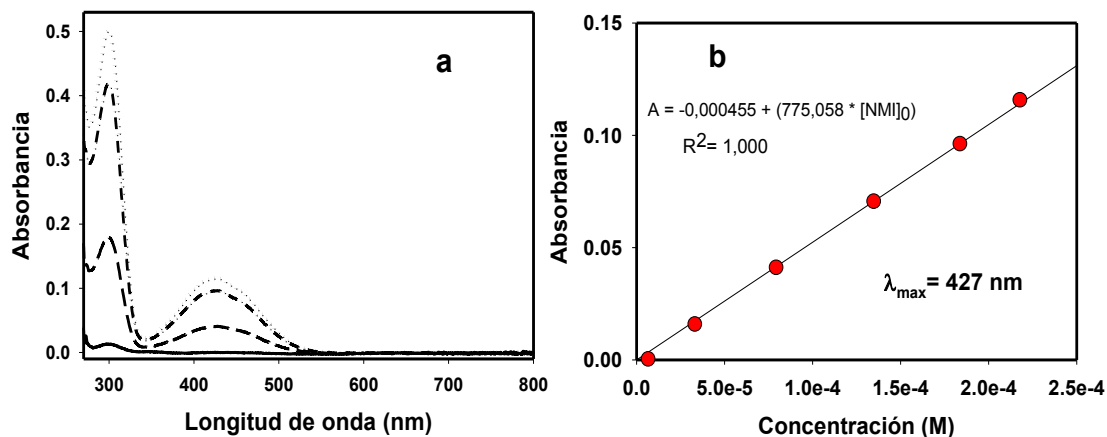 a
0.5
0.4
0.3
0.2
0.1
0.0
Absorbancia
300 400 500 600 700 800
Longitud de onda (nm)
b
0.15
0.10
0.05
0.00
Absorbancia
A = -0,000455 + (775,058 * [NMI]0)
R2= 1,000
λmax= 427 nm
0.0 5.0e-5 1.0e-4 1.5e-4 2.0e-4 2.5e-4
Concentración (M)